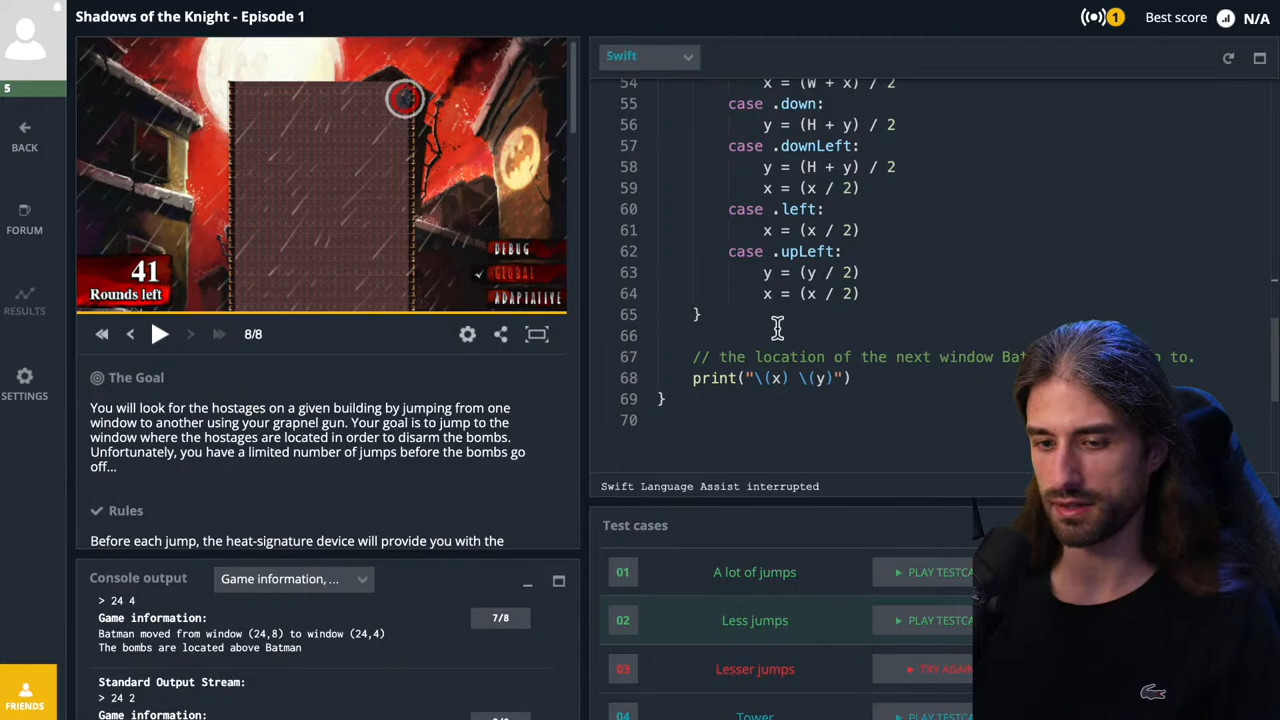 Shadows of the Knight - Episode 1
1
Best score
N/A
5
BACK
FORUM
RESULTS
SETTINGS
FRIENDS
41
Rounds left
DEBUG
GLOBAL
ADAPTATIVE
8/8
The Goal
You will look for the hostages on a given building by jumping from one
window to another using your grapnel gun. Your goal is to jump to the
window where the hostages are located in order to disarm the bombs.
Unfortunately, you have a limited number of jumps before the bombs go
off...
Rules
Before each jump, the heat-signature device will provide you with the
Console output
Game information, ...
> 24 4
Game information:
7/8
Batman moved from window (24,8) to window (24,4)
The bombs are located above Batman
Standard Output Stream:
> 24 2
Game information:
Swift
54 x = (W + x) / 2
55 case .down:
56 y = (H + y) / 2
57 case .downLeft:
58 y = (H + y) / 2
59 x = (x / 2)
60 case .left:
61 x = (x / 2)
62 case .upLeft:
63 y = (y / 2)
64 x = (x / 2)
65 }
66
67 // the location of the next window to.
68 print("\(x) \(y)")
69 }
70
Swift Language Assist interrupted
Test cases
01 A lot of jumps PLAY TESTCA
02 Less jumps PLAY TESTCA
03 Lesser jumps TRY AGAIN
04 Tower